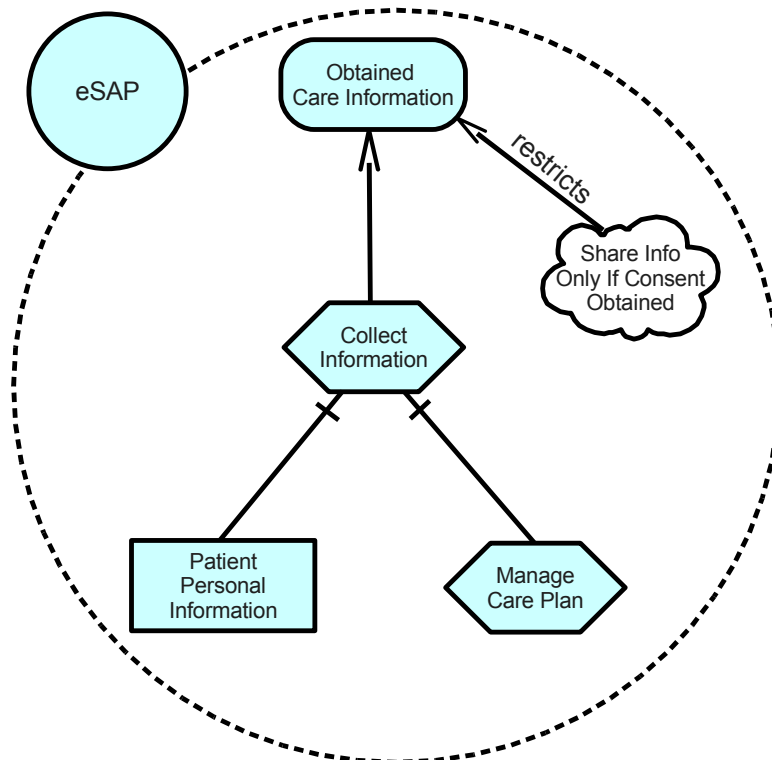 eSAP
Obtained
Care Information
restricts
Share Info
Only If Consent
Obtained
Collect
Information
Patient
Personal
Information
Manage
Care Plan